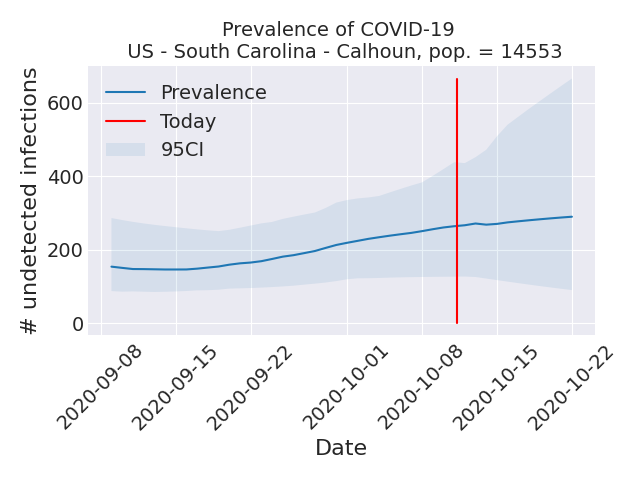 Prevalence of COVID-19
US - South Carolina - Calhoun, pop. = 14553
# undetected infections
600
400
200
0
Prevalence
Today
95CI
2020-09-08
2020-09-15
2020-09-22
2020-10-01
2020-10-08
2020-10-15
2020-10-22
Date